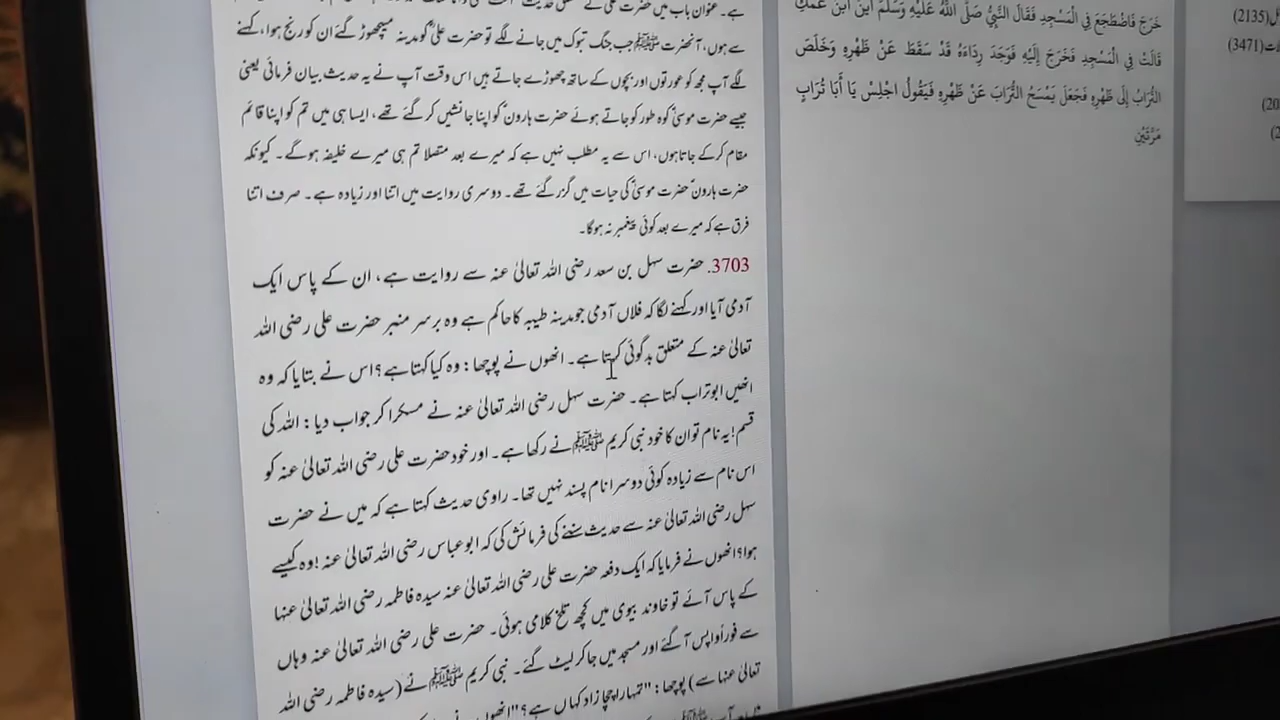 ہے۔ عنوان باب میں حضرت علی کے
سے ہوں، آنحضرت ﷺ جب جنگ تبوک میں جانے لگے تو حضرت علیؓ کو مدینہ میں چھوڑ گئے ان کو رنج ہوا، کہنے
لگے آپ مجھ کو عورتوں اور بچوں کے ساتھ چھوڑے جاتے ہیں اس وقت آپ نے یہ حدیث بیان فرمائی یعنی
جیسے حضرت موسیٰؑ کوہ طور کو جاتے ہوئے حضرت ہارونؑ کو اپنا جانشیں کر گئے تھے، ایسا ہی میں تم کو اپنا قائم
مقام کر کے جاتا ہوں، اس سے یہ مطلب نہیں ہے کہ میرے بعد متصلا تم ہی میرے خلیفہ ہوگے۔ کیونکہ
حضرت ہارونؑ حضرت موسیٰؑ کی حیات میں گزر گئے تھے۔ دوسری روایت میں اتنا اور زیادہ ہے۔ صرف اتنا
فرق ہے کہ میرے بعد کوئی پیغمبر نہ ہوگا۔
3703. حضرت سہل بن سعد رضی اللہ تعالیٰ عنہ سے روایت ہے، ان کے پاس ایک
آدمی آیا اور کہنے لگا کہ فلاں آدمی جو مدینہ طیبہ کا حاکم ہے وہ برسر منبر حضرت علی رضی اللہ
تعالیٰ عنہ کے متعلق بدگوئی کرتا ہے۔ انھوں نے پوچھا: وہ کیا کہتا ہے؟ اس نے بتایا کہ وہ
انھیں ابو تراب کہتا ہے۔ حضرت سہل رضی اللہ تعالیٰ عنہ نے مسکرا کر جواب دیا: اللہ کی
قسم! یہ نام تو ان کا خود نبی کریم ﷺ نے رکھا ہے۔ اور خود حضرت علی رضی اللہ تعالیٰ عنہ کو
اس نام سے زیادہ کوئی دوسرا نام پسند نہیں تھا۔ راوی حدیث کہتا ہے کہ میں نے حضرت
سہل رضی اللہ تعالیٰ عنہ سے حدیث سننے کی فرمائش کی کہ ابو عباس رضی اللہ تعالیٰ عنہ! وہ کیسے
ہوا؟ انھوں نے فرمایا کہ ایک دفعہ حضرت علی رضی اللہ تعالیٰ عنہ سیدہ فاطمہ رضی اللہ تعالیٰ عنہا
کے پاس آئے تو خاوند بیوی میں کچھ تلخ کلامی ہوئی۔ حضرت علی رضی اللہ تعالیٰ عنہ وہاں
سے فوراً واپس آگئے اور مسجد میں جا کر لیٹ گئے۔ نبی کریم ﷺ نے (سیدہ فاطمہ رضی اللہ
تعالیٰ عنہا سے) پوچھا: "تمہارا چچا زاد کہاں ہے؟" انھوں نے
خَرَجَ فَاضْطَجَعَ فِي الْمَسْجِدِ فَقَالَ النَّبِيُّ صَلَّى اللَّهُ عَلَيْهِ وَسَلَّمَ أَيْنَ ابْنُ عَمِّكِ
قَالَتْ فِي الْمَسْجِدِ فَخَرَجَ إِلَيْهِ فَوَجَدَ رِدَاءَهُ قَدْ سَقَطَ عَنْ ظَهْرِهِ وَخَلَصَ
التُّرَابُ إِلَى ظَهْرِهِ فَجَعَلَ يَمْسَحُ التُّرَابَ عَنْ ظَهْرِهِ فَيَقُولُ اجْلِسْ يَا أَبَا تُرَابٍ
مَرَّتَيْنِ
(2135)
(3471)